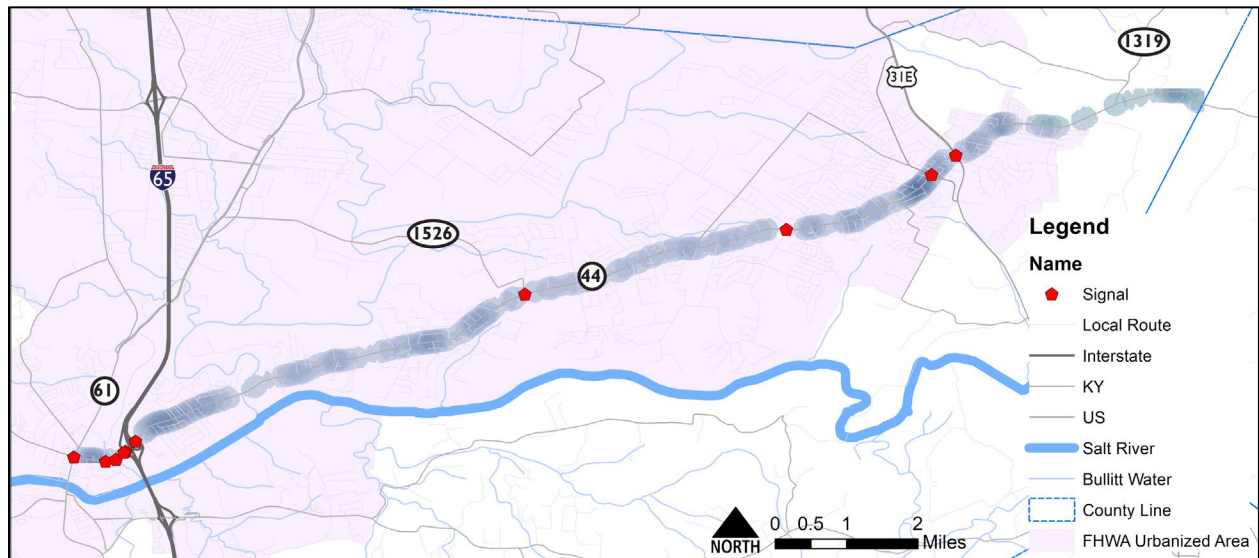 1319
31E
INTERSTATE
65
1526
44
61
Legend
Name
Signal
Local Route
Interstate
KY
US
Salt River
Bullitt Water
County Line
FHWA Urbanized Area
NORTH
0 0.5 1 2
Miles